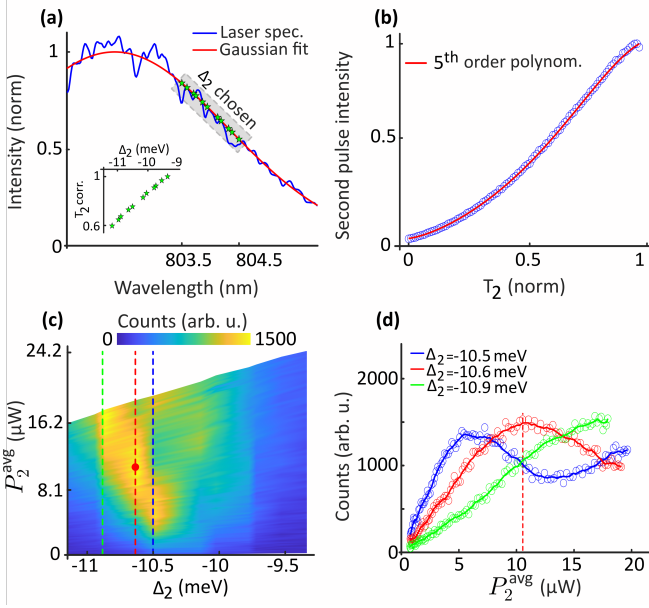 (a)
Laser spec.
Gaussian fit
Δ2 chosen
Intensity (norm)
1
0.5
0
803.5
804.5
Wavelength (nm)
Δ2 (meV)
-11
-10
-9
T2 corr.
1
0.6
(b)
5th order polynom.
Second pulse intensity
1
0.5
0
0
0.5
1
T2 (norm)
(c)
Counts (arb. u.)
0
1500
P2avg (μW)
24.2
16.2
8.1
0
-11
-10.5
-9.5
Δ2 (meV)
(d)
Δ2=-10.5 meV
Δ2=-10.6 meV
Δ2=-10.9 meV
Counts (arb. u.)
2000
1000
0
0
5
10
15
20
P2avg (μW)